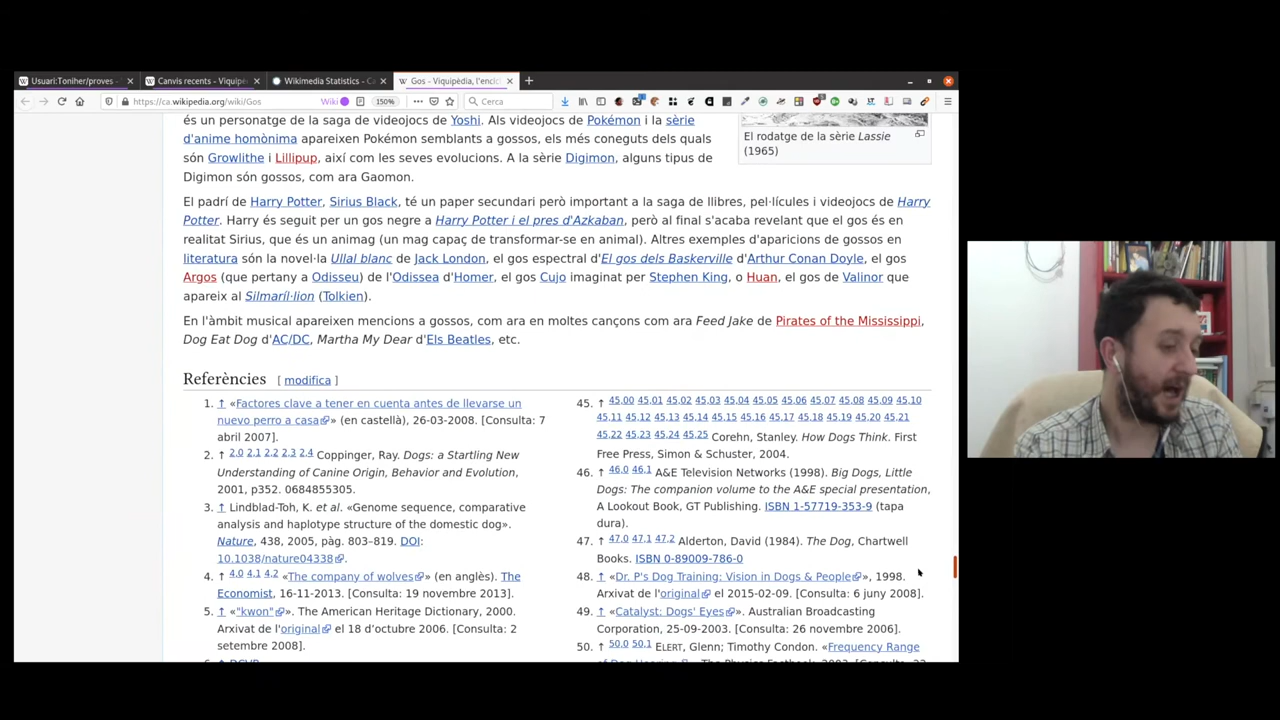 Usuari:Toniher/proves -
Canvis recents - Viquipè
Wikimedia Statistics - Ca
Gos - Viquipèdia, l'encic
https://ca.wikipedia.org/wiki/Gos
Wiki
150%
Cerca
és un personatge de la saga de videojocs de Yoshi. Als videojocs de Pokémon i la sèrie
d'anime homònima apareixen Pokémon semblants a gossos, els més coneguts dels quals
són Growlithe i Lillipup, així com les seves evolucions. A la sèrie Digimon, alguns tipus de
Digimon són gossos, com ara Gaomon.
El rodatge de la sèrie Lassie
(1965)
El padrí de Harry Potter, Sirius Black, té un paper secundari però important a la saga de llibres, pel·lícules i videojocs de Harry
Potter. Harry és seguit per un gos negre a Harry Potter i el pres d'Azkaban, però al final s'acaba revelant que el gos és en
realitat Sirius, que és un animag (un mag capaç de transformar-se en animal). Altres exemples d'aparicions de gossos en
literatura són la novel·la Ullal blanc de Jack London, el gos espectral d'El gos dels Baskerville d'Arthur Conan Doyle, el gos
Argos (que pertany a Odisseu) de l'Odissea d'Homer, el gos Cujo imaginat per Stephen King, o Huan, el gos de Valinor que
apareix al Silmaríl·lion (Tolkien).
En l'àmbit musical apareixen mencions a gossos, com ara en moltes cançons com ara Feed Jake de Pirates of the Mississippi,
Dog Eat Dog d'AC/DC, Martha My Dear d'Els Beatles, etc.
Referències [ modifica ]
1. ↑ «Factores clave a tener en cuenta antes de llevarse un
nuevo perro a casa» (en castellà), 26-03-2008. [Consulta: 7
abril 2007].
2. ↑ 2,0 2,1 2,2 2,3 2,4 Coppinger, Ray. Dogs: a Startling New
Understanding of Canine Origin, Behavior and Evolution,
2001, p352. 0684855305.
3. ↑ Lindblad-Toh, K. et al. «Genome sequence, comparative
analysis and haplotype structure of the domestic dog».
Nature, 438, 2005, pàg. 803–819. DOI:
10.1038/nature04338.
4. ↑ 4,0 4,1 4,2 «The company of wolves» (en anglès). The
Economist, 16-11-2013. [Consulta: 19 novembre 2013].
5. ↑ «"kwon"». The American Heritage Dictionary, 2000.
Arxivat de l'original el 18 d'octubre 2006. [Consulta: 2
setembre 2008].
45. ↑ 45,00 45,01 45,02 45,03 45,04 45,05 45,06 45,07 45,08 45,09 45,10
45,11 45,12 45,13 45,14 45,15 45,16 45,17 45,18 45,19 45,20 45,21
45,22 45,23 45,24 45,25 Corehn, Stanley. How Dogs Think. First
Free Press, Simon & Schuster, 2004.
46. ↑ 46,0 46,1 A&E Television Networks (1998). Big Dogs, Little
Dogs: The companion volume to the A&E special presentation,
A Lookout Book, GT Publishing. ISBN 1-57719-353-9 (tapa
dura).
47. ↑ 47,0 47,1 47,2 Alderton, David (1984). The Dog, Chartwell
Books. ISBN 0-89009-786-0
48. ↑ «Dr. P's Dog Training: Vision in Dogs & People», 1998.
Arxivat de l'original el 2015-02-09. [Consulta: 6 juny 2008].
49. ↑ «Catalyst: Dogs' Eyes». Australian Broadcasting
Corporation, 25-09-2003. [Consulta: 26 novembre 2006].
50. ↑ 50,0 50,1 ELERT, Glenn; Timothy Condon. «Frequency Range